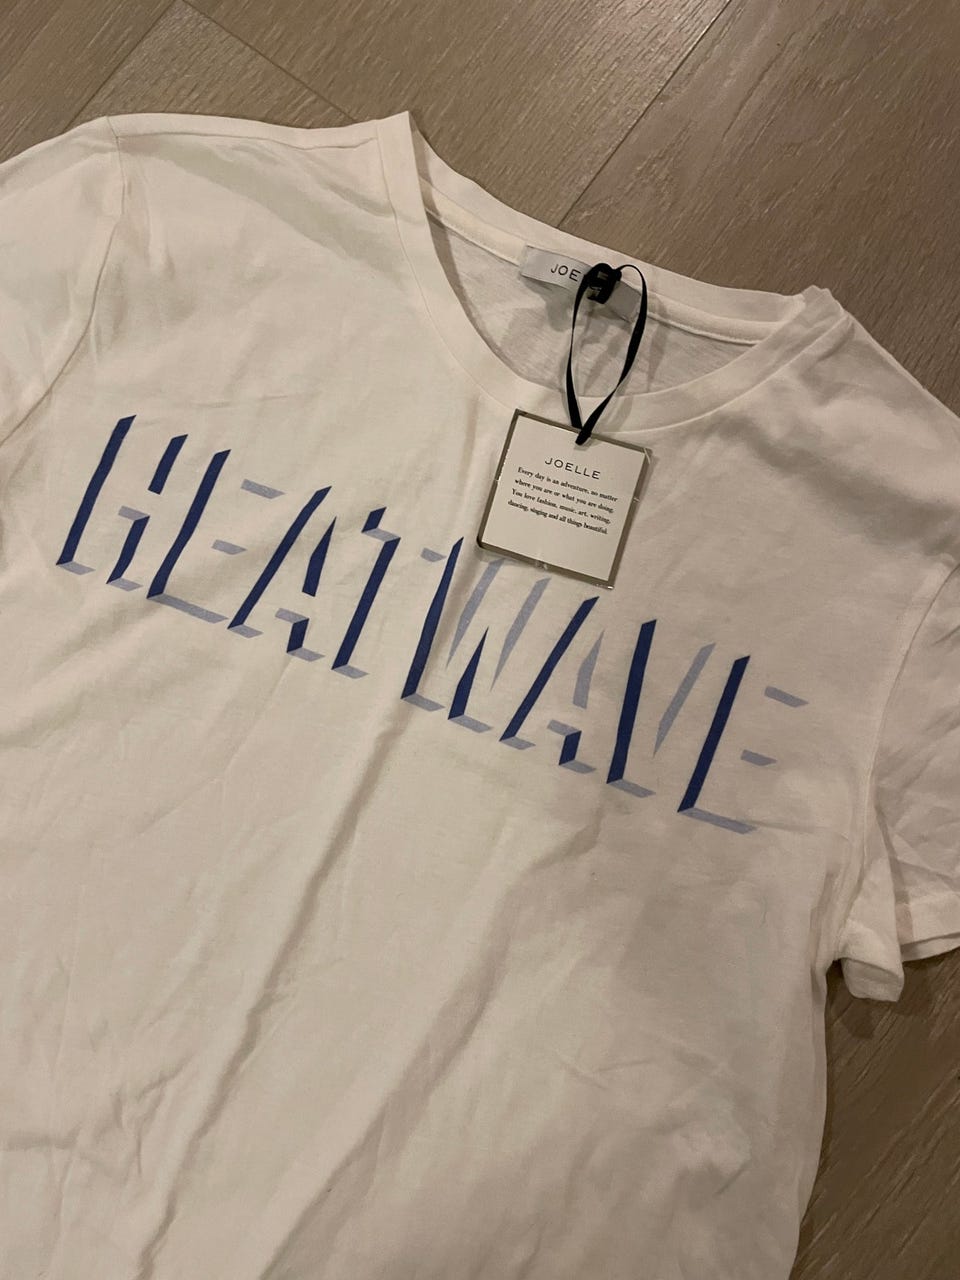 JOE
JOELLE
Every day is an adventure, no matter
where you are or what you are doing.
You love fashion, music, art, writing,
dancing, singing and all things beautiful.
HEATWAVE